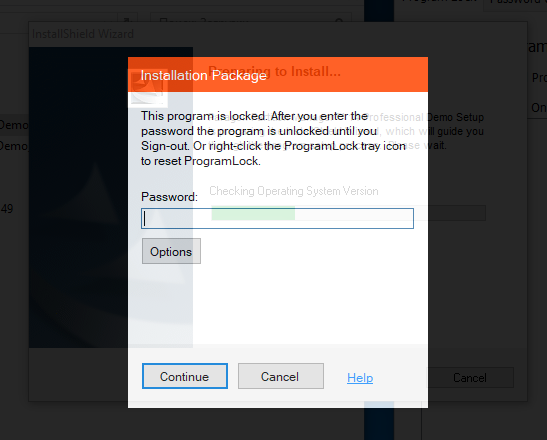 Program Lock
Password
InstallShield Wizard
Preparing to Install...
Installation Package
This program is locked. After you enter the
password the program is unlocked until you
Sign-out. Or right-click the ProgramLock tray icon
to reset ProgramLock.
Professional Demo Setup
, which will guide you
wait.
Demo
Demo
Pro
On
Checking Operating System Version
Password:
49
Options
Continue
Cancel
Help
Cancel